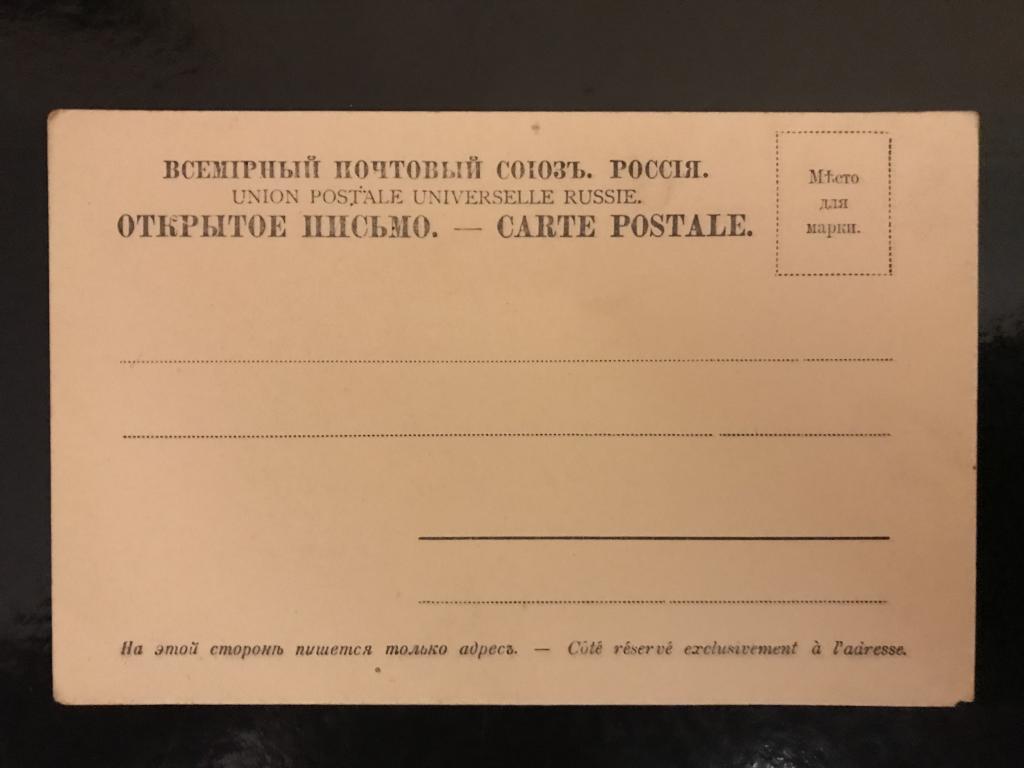 ВСЕМІРНЫЙ ПОЧТОВЫЙ СОЮЗЪ. РОССІЯ.
UNION POSTALE UNIVERSELLE RUSSIE.
ОТКРЫТОЕ ПИСЬМО. — CARTE POSTALE.
Мѣсто
для
марки.
На этой сторонѣ пишется только адресъ. — Côté réservé exclusivement à l'adresse.